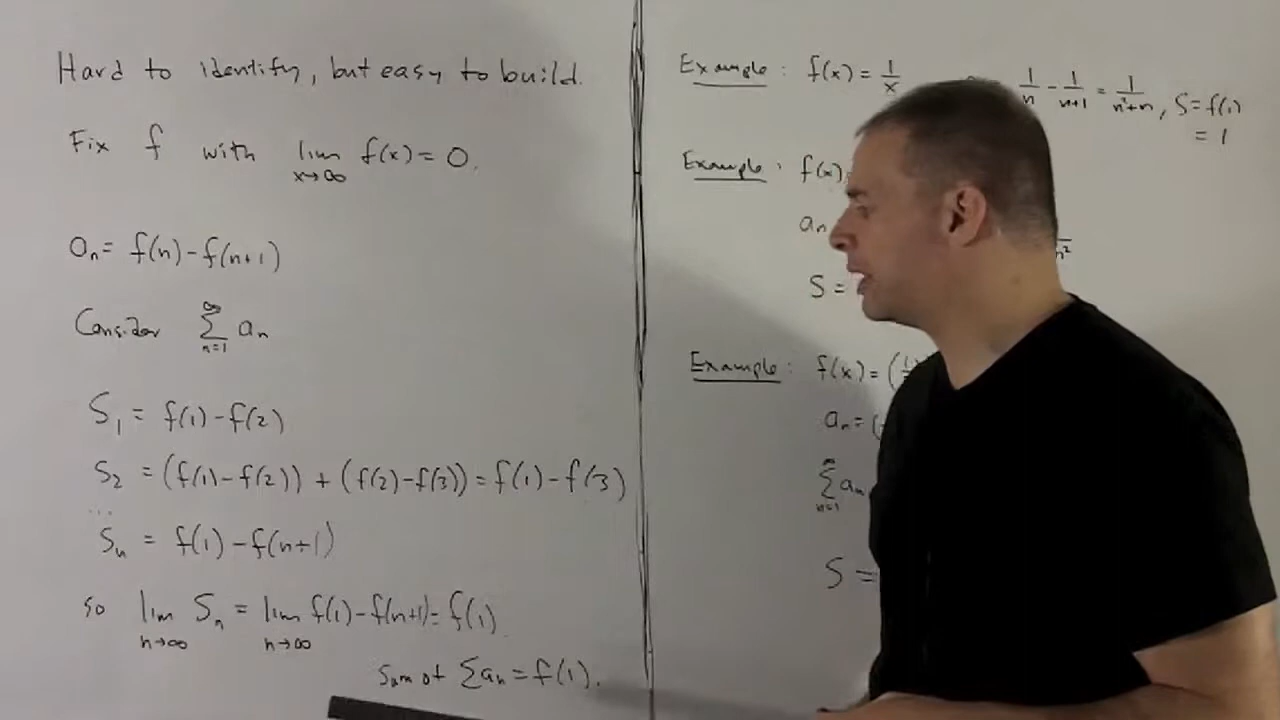 Hard to identify, but easy to build.
Fix f with lim x→∞ f(x) = 0.
an = f(n) - f(n+1)
Consider ∞ Σ n=1 an
S1 = f(1) - f(2)
S2 = (f(1) - f(2)) + (f(2) - f(3)) = f(1) - f(3)
...
Sn = f(1) - f(n+1)
so lim n→∞ Sn = lim n→∞ f(1) - f(n+1) = f(1)
Sum of Σan = f(1).
Example: f(x) = 1/x 1/n - 1/n+1 = 1/n²+n, S = f(1)
= 1
Example: f(x)
an n²
S =
Example: f(x) = (
an = (
∞ Σ n=1 an
S =